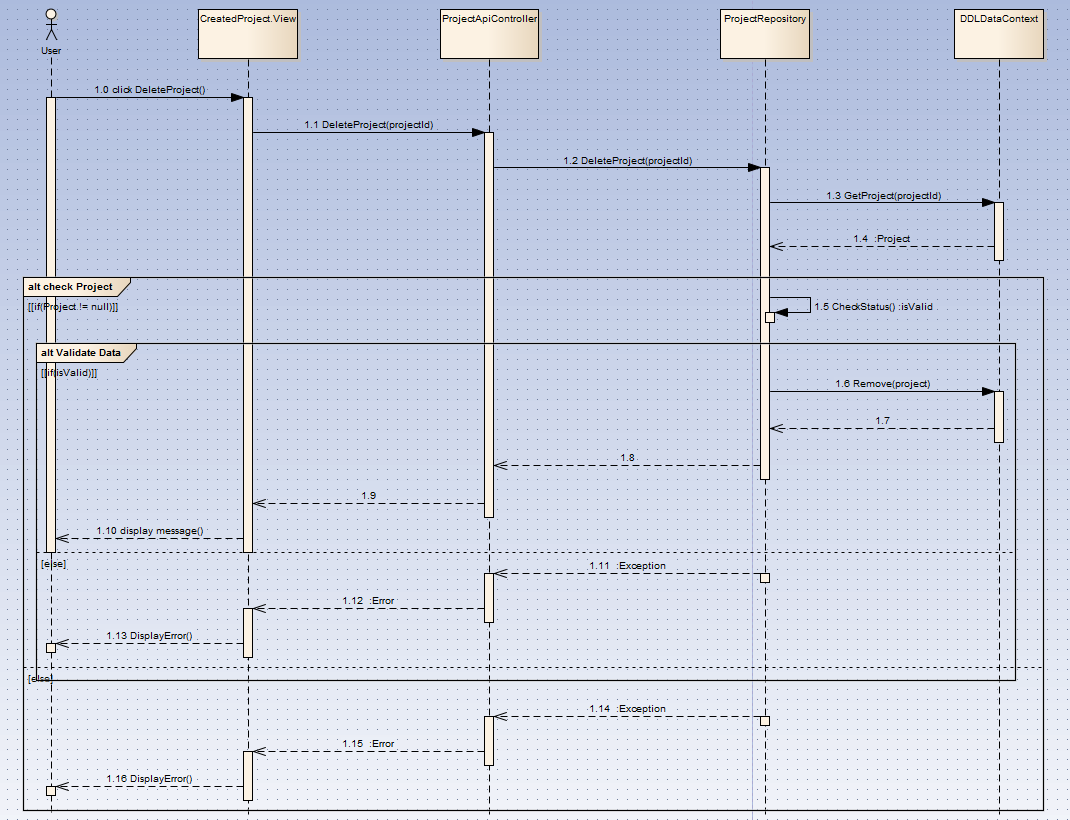 CreatedProject.View
ProjectApiController
ProjectRepository
DDLDataContext
User
1.0 click DeleteProject()
1.1 DeleteProject(projectId)
1.2 DeleteProject(projectId)
1.3 GetProject(projectId)
1.4 :Project
alt check Project
[[if(Project != null)]]
1.5 CheckStatus() :isValid
alt Validate Data
[[if(isValid)]]
1.6 Remove(project)
1.7
1.8
1.9
1.10 display message()
[else]
1.11 :Exception
1.12 :Error
1.13 DisplayError()
[else]
1.14 :Exception
1.15 :Error
1.16 DisplayError()